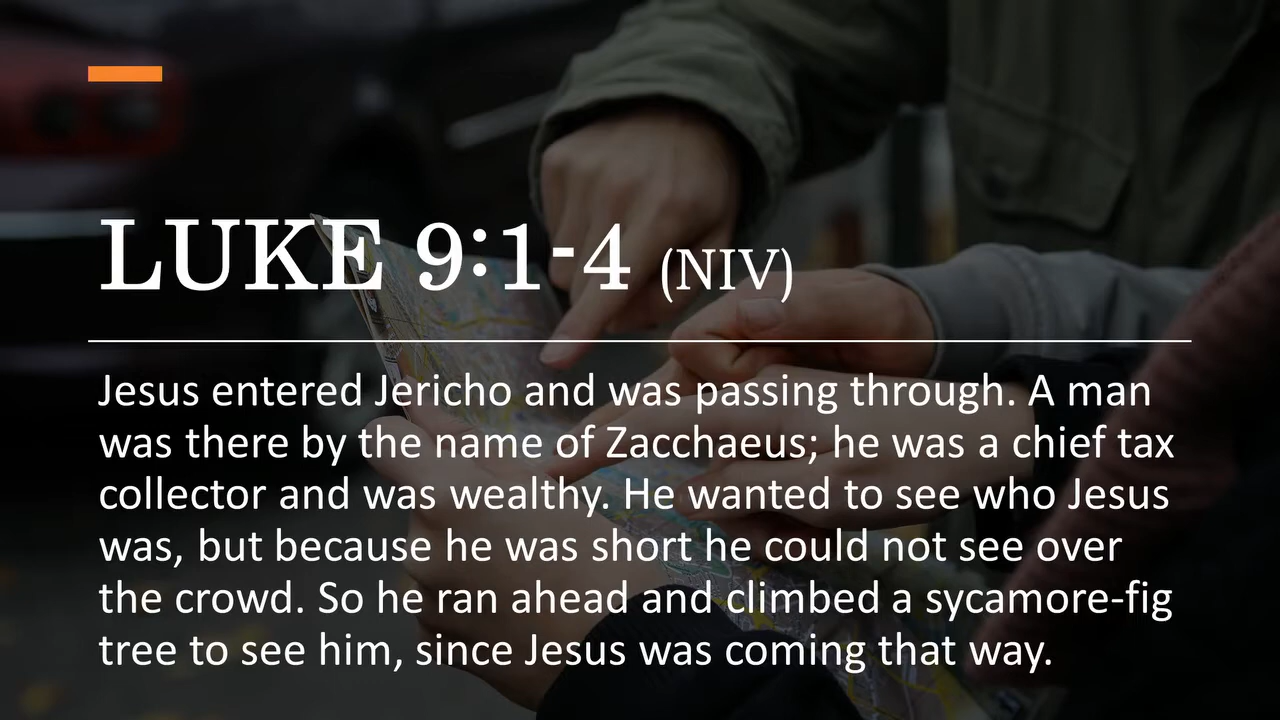 LUKE 9:1-4 (NIV)
Jesus entered Jericho and was passing through. A man
was there by the name of Zacchaeus; he was a chief tax
collector and was wealthy. He wanted to see who Jesus
was, but because he was short he could not see over
the crowd. So he ran ahead and climbed a sycamore-fig
tree to see him, since Jesus was coming that way.